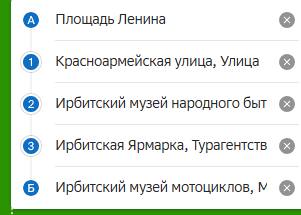 А Площадь Ленина
1 Красноармейская улица, Улица
2 Ирбитский музей народного быт
3 Ирбитская Ярмарка, Турагентств
Б Ирбитский музей мотоциклов, М